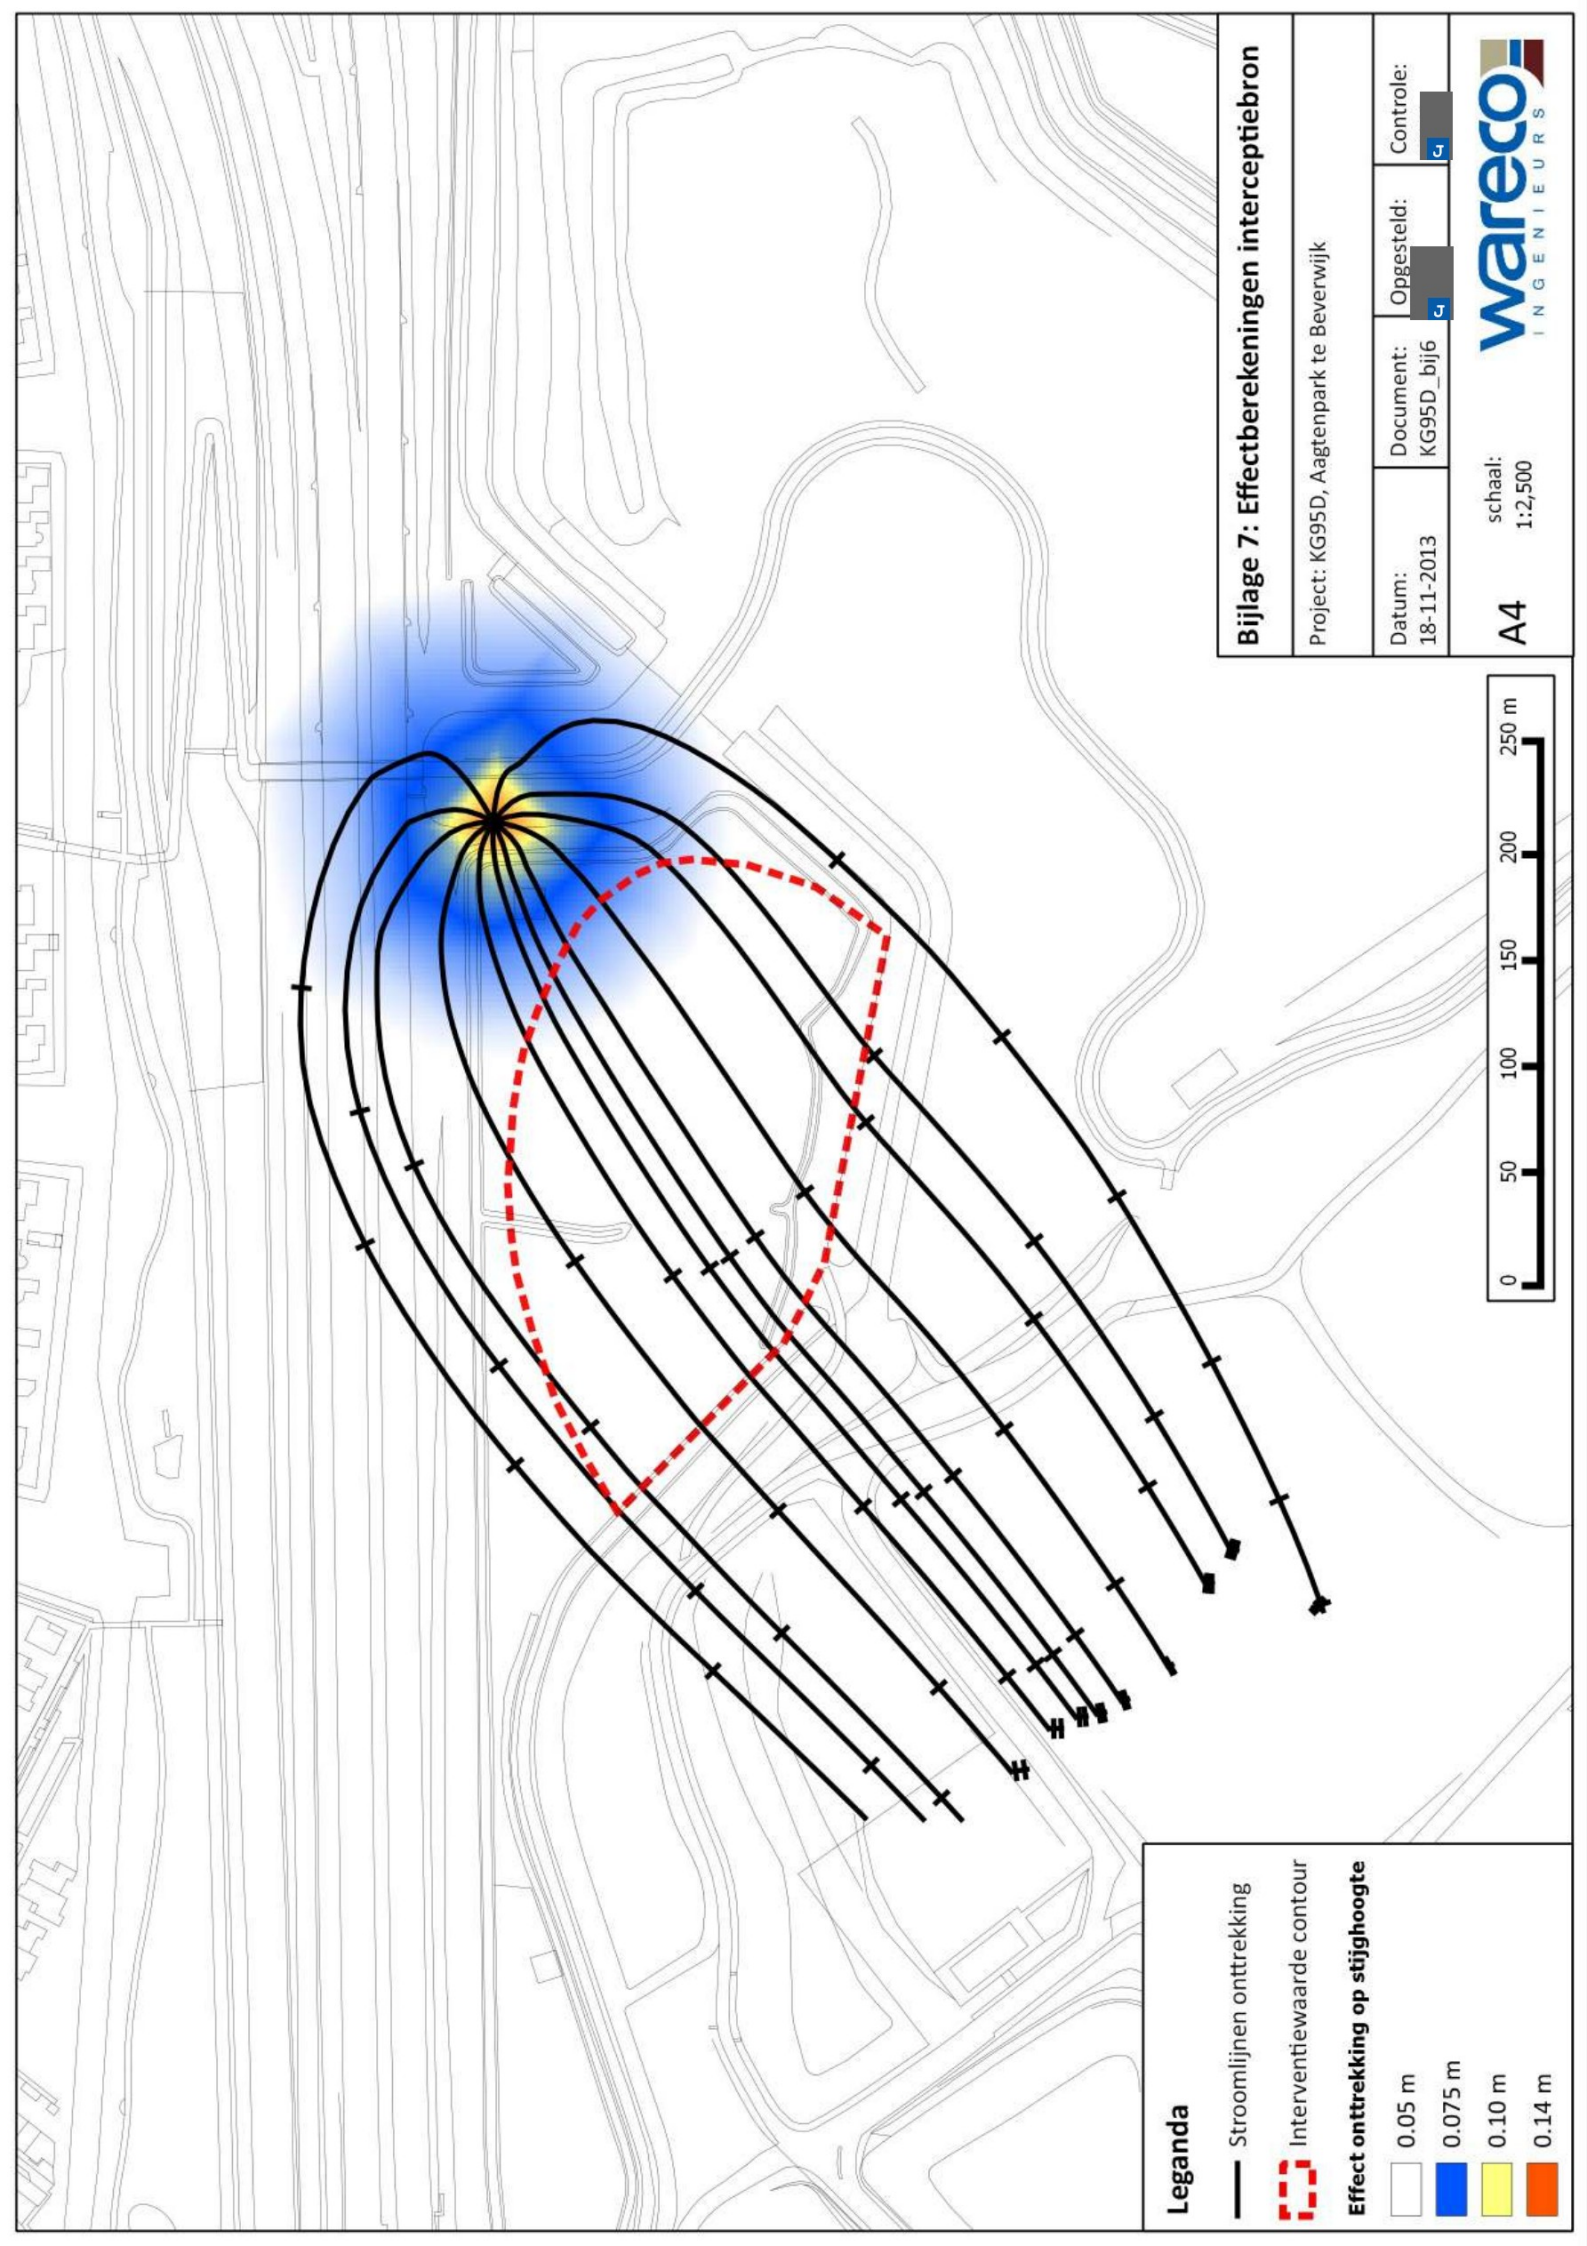 Bijlage 7: Effectberekeningen interceptiebron
Project: KG95D, Aagtenpark te Beverwijk
Datum:
18-11-2013
Document:
KG95D_bij6
Opgesteld:
J
Controle:
J
A4
schaal:
1:2,500
wareco
INGENIEURS
0 50 100 150 200 250 m
Leganda
Stroomlijnen onttrekking
Interventiewaarde contour
Effect onttrekking op stijghoogte
0.05 m
0.075 m
0.10 m
0.14 m